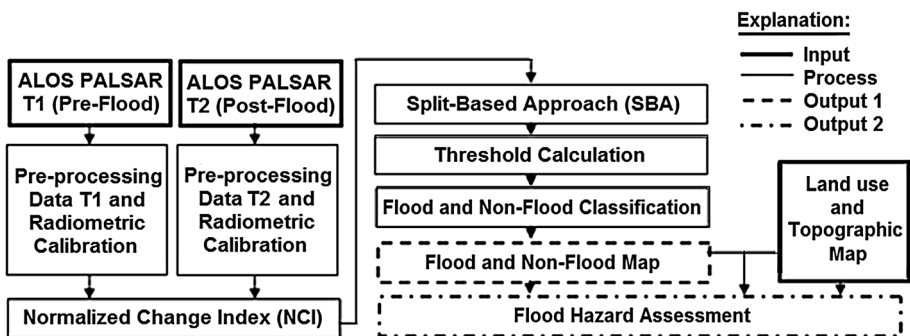 Explanation:
Input
Process
Output 1
Output 2
ALOS PALSAR
T1 (Pre-Flood)
ALOS PALSAR
T2 (Post-Flood)
Pre-processing
Data T1 and
Radiometric
Calibration
Pre-processing
Data T2 and
Radiometric
Calibration
Normalized Change Index (NCI)
Split-Based Approach (SBA)
Threshold Calculation
Flood and Non-Flood Classification
Flood and Non-Flood Map
Land use
and
Topographic
Map
Flood Hazard Assessment